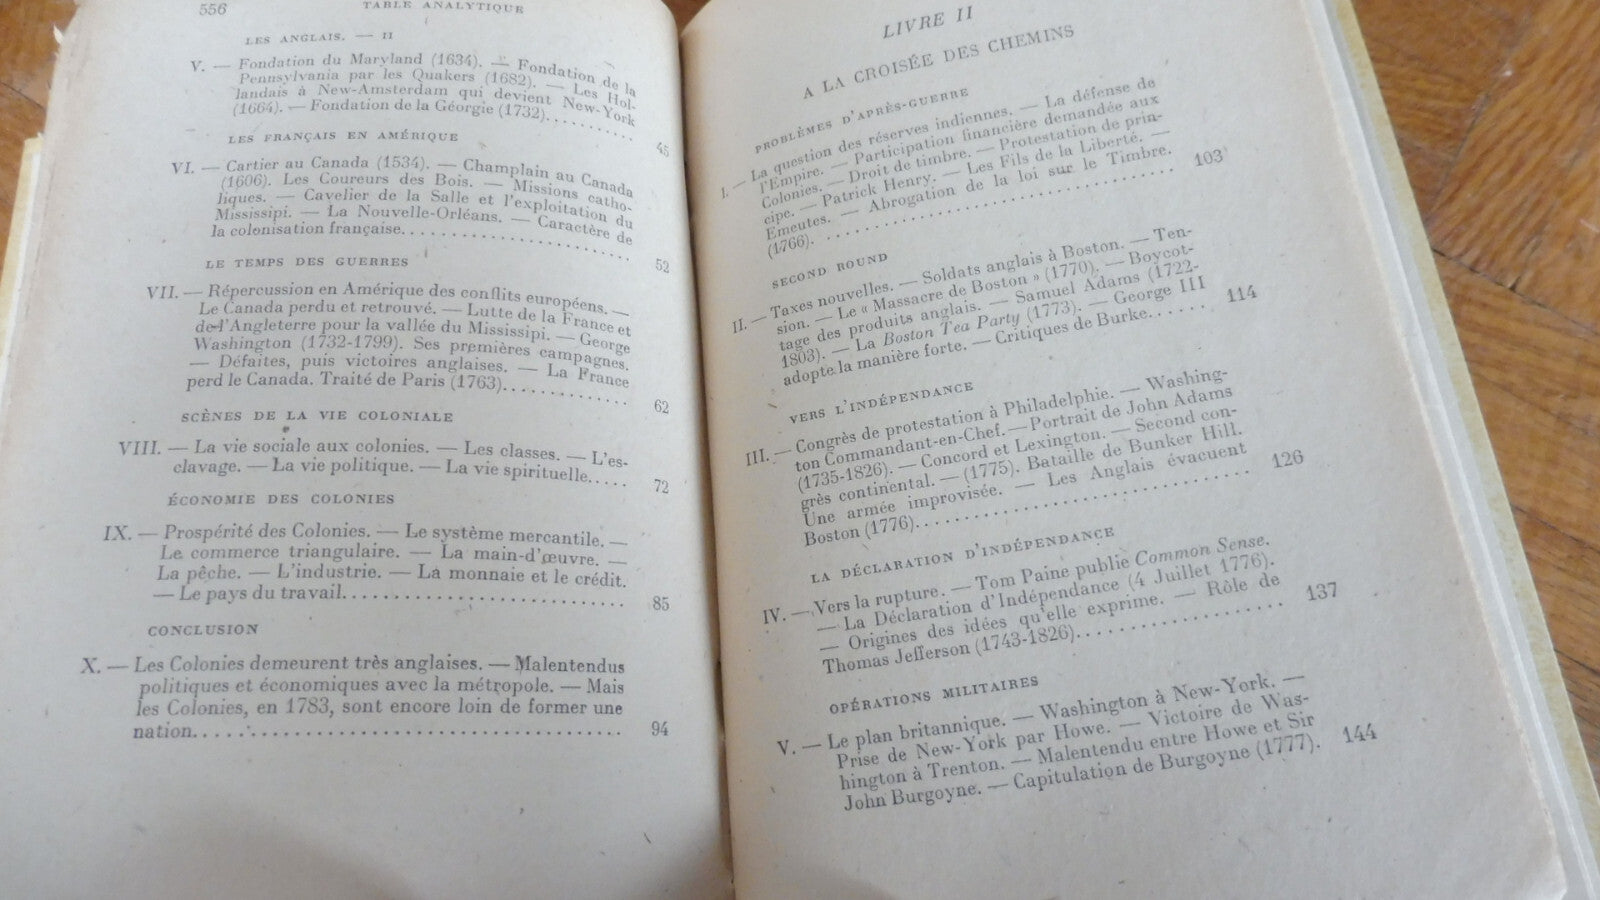 556
TABLE ANALYTIQUE
LES ANGLAIS. — II
V. — Fondation du Maryland (1634). — Fondation de la
Pennsylvania par les Quakers (1682). — Les Hol-
landais à New-Amsterdam qui devient New-York
(1664). — Fondation de la Géorgie (1732).......... 45
LES FRANÇAIS EN AMÉRIQUE
VI. — Cartier au Canada (1534). — Champlain au Canada
(1606). Les Coureurs des Bois. — Missions catho-
liques. — Cavelier de la Salle et l'exploitation du
Mississipi. — La Nouvelle-Orléans. — Caractère de
la colonisation française.......................... 52
LE TEMPS DES GUERRES
VII. — Répercussion en Amérique des conflits européens. —
Le Canada perdu et retrouvé. — Lutte de la France et
de l'Angleterre pour la vallée du Mississipi. — George
Washington (1732-1799). Ses premières campagnes.
— Défaites, puis victoires anglaises. — La France
perd le Canada. Traité de Paris (1763)............. 62
SCÈNES DE LA VIE COLONIALE
VIII. — La vie sociale aux colonies. — Les classes. — L'es-
clavage. — La vie politique. — La vie spirituelle..... 72
ÉCONOMIE DES COLONIES
IX. — Prospérité des Colonies. — Le système mercantile. —
Le commerce triangulaire. — La main-d'œuvre. —
La pêche. — L'industrie. — La monnaie et le crédit.
— Le pays du travail............................. 85
CONCLUSION
X. — Les Colonies demeurent très anglaises. — Malentendus
politiques et économiques avec la métropole. — Mais
les Colonies, en 1783, sont encore loin de former une
nation........................................... 94
LIVRE II
A LA CROISÉE DES CHEMINS
PROBLÈMES D'APRÈS-GUERRE
I. — La question des réserves indiennes. — La défense de
l'Empire. — Participation financière demandée aux
Colonies. — Droit de timbre. — Protestation de prin-
cipe. — Patrick Henry. — Les Fils de la Liberté. —
Émeutes. — Abrogation de la loi sur le Timbre.
(1766). ........................................ 103
SECOND ROUND
II. — Taxes nouvelles. — Soldats anglais à Boston. — Ten-
sion. — Le « Massacre de Boston » (1770). — Boycot-
tage des produits anglais. — Samuel Adams (1722-
1803). — La Boston Tea Party (1773). — George III
adopte la manière forte. — Critiques de Burke...... 114
VERS L'INDÉPENDANCE
III. — Congrès de protestation à Philadelphie. — Washing-
ton Commandant-en-Chef. — Portrait de John Adams
(1735-1826). — Concord et Lexington. — Second con-
grès continental. — (1775). Bataille de Bunker Hill.
Une armée improvisée. — Les Anglais évacuent
Boston (1776)................................... 126
LA DÉCLARATION D'INDÉPENDANCE
IV. — Vers la rupture. — Tom Paine publie Common Sense.
— La Déclaration d'Indépendance (4 Juillet 1776).
— Origines des idées qu'elle exprime. — Rôle de
Thomas Jefferson (1743-1826)..................... 137
OPÉRATIONS MILITAIRES
V. — Le plan britannique. — Washington à New-York. —
Prise de New-York par Howe. — Victoire de Was-
hington à Trenton. — Malentendu entre Howe et Sir
John Burgoyne. — Capitulation de Burgoyne (1777). 144